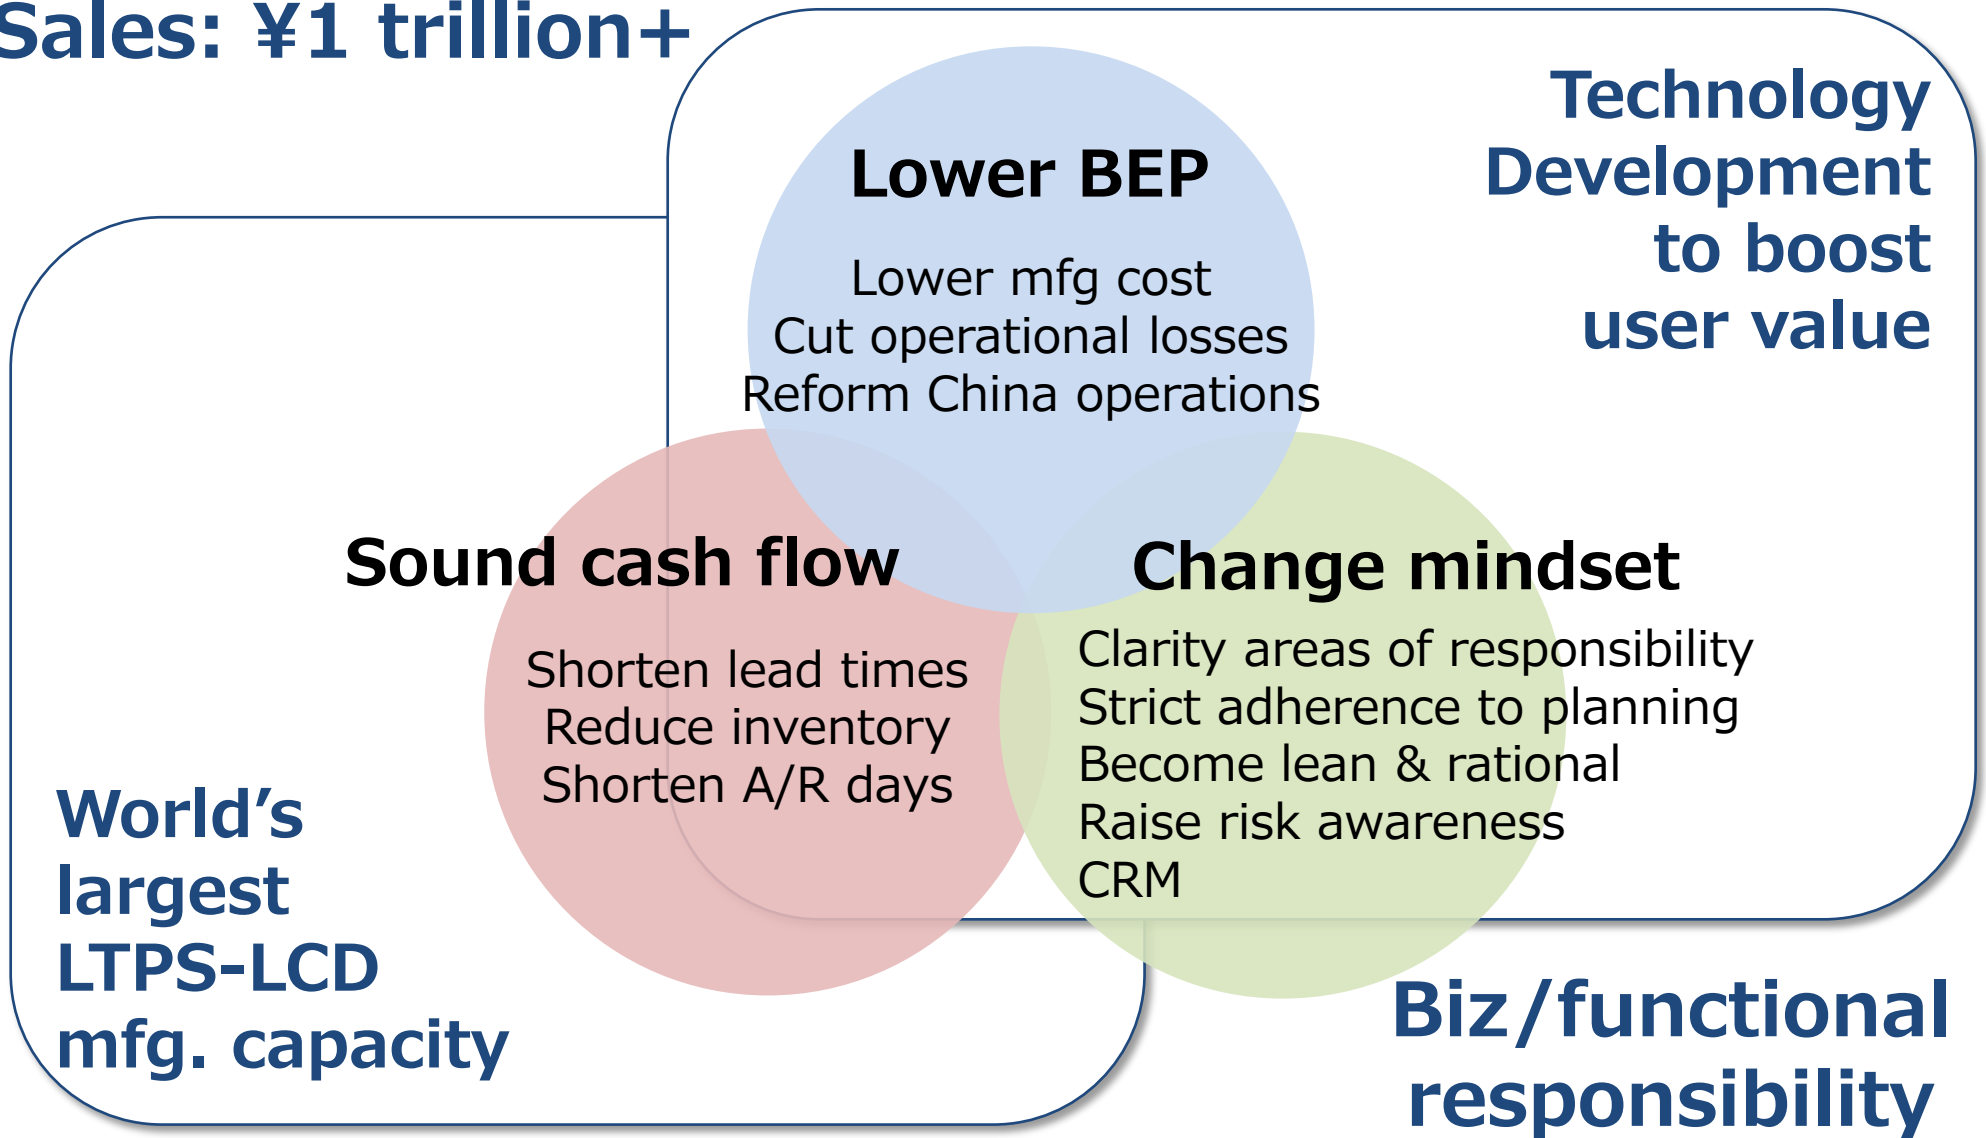 Sales: ¥1 trillion+
Technology
Development
to boost
user value
Lower BEP
Lower mfg cost
Cut operational losses
Reform China operations
Sound cash flow
Shorten lead times
Reduce inventory
Shorten A/R days
Change mindset
Clarity areas of responsibility
Strict adherence to planning
Become lean & rational
Raise risk awareness
CRM
World’s
largest
LTPS-LCD
mfg. capacity
Biz/functional
responsibility